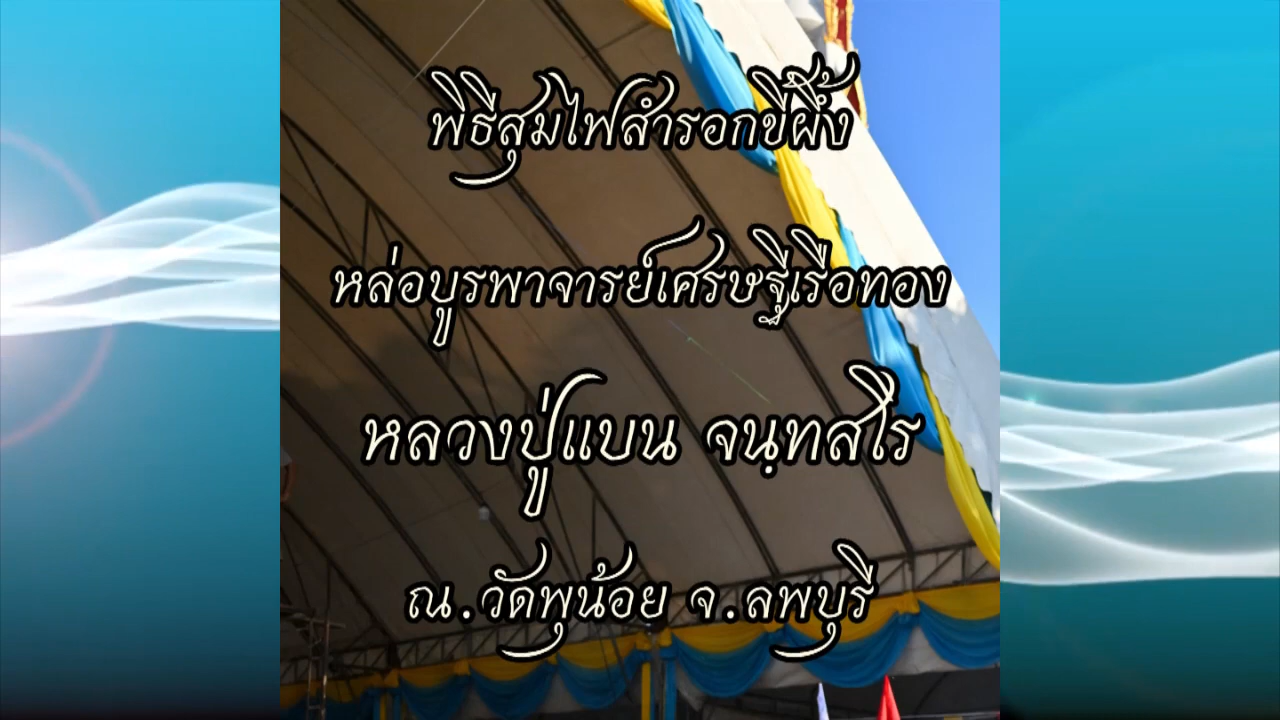 พิธีสุมไฟสำรอกขี้ผึ้ง
หล่อบูรพาจารย์เศรษฐีเรือทอง
หลวงปู่แบน จนฺทสโร
ณ.วัดพุน้อย จ.ลพบุรี